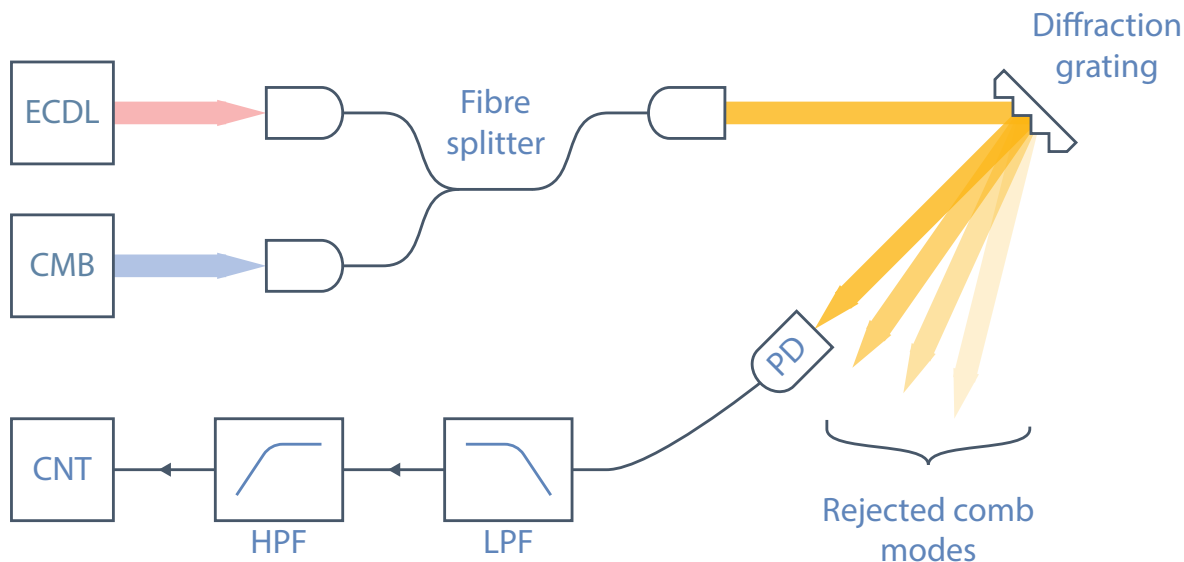 Diffraction
grating
ECDL
Fibre
splitter
CMB
PD
CNT
HPF
LPF
Rejected comb
modes